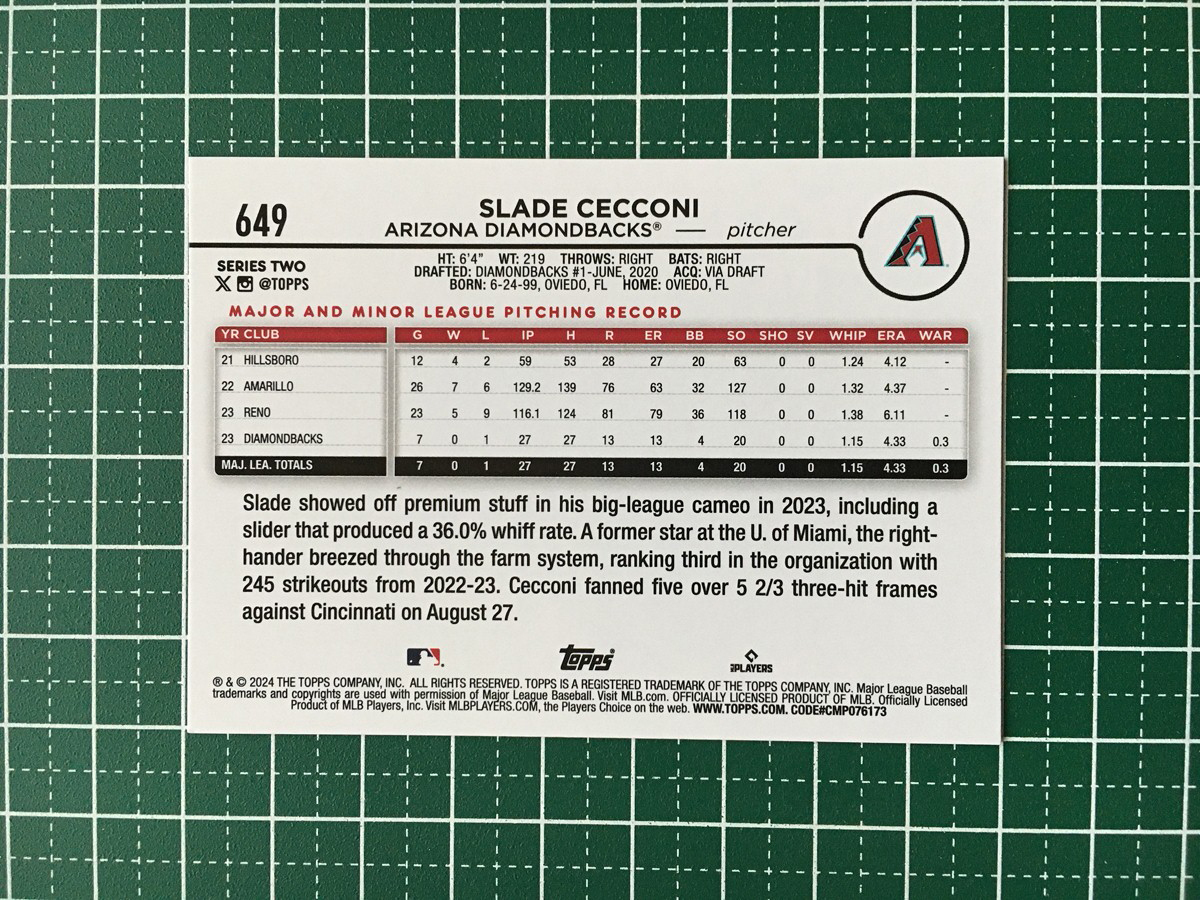 649
SLADE CECCONI
ARIZONA DIAMONDBACKS® — pitcher
A
SERIES TWO
@TOPPS
HT: 6'4" WT: 219 THROWS: RIGHT BATS: RIGHT
DRAFTED: DIAMONDBACKS #1-JUNE, 2020 ACQ: VIA DRAFT
BORN: 6-24-99, OVIEDO, FL HOME: OVIEDO, FL
MAJOR AND MINOR LEAGUE PITCHING RECORD
YR CLUB G W L IP H R ER BB SO SHO SV WHIP ERA WAR
21 HILLSBORO 12 4 2 59 53 28 27 20 63 0 0 1.24 4.12 -
22 AMARILLO 26 7 6 129.2 139 76 63 32 127 0 0 1.32 4.37 -
23 RENO 23 5 9 116.1 124 81 79 36 118 0 0 1.38 6.11 -
23 DIAMONDBACKS 7 0 1 27 27 13 13 4 20 0 0 1.15 4.33 0.3
MAJ. LEA. TOTALS 7 0 1 27 27 13 13 4 20 0 0 1.15 4.33 0.3
Slade showed off premium stuff in his big-league cameo in 2023, including a
slider that produced a 36.0% whiff rate. A former star at the U. of Miami, the right-
hander breezed through the farm system, ranking third in the organization with
245 strikeouts from 2022-23. Cecconi fanned five over 5 2/3 three-hit frames
against Cincinnati on August 27.
topps®
PLAYERS
® & © 2024 THE TOPPS COMPANY, INC. ALL RIGHTS RESERVED. TOPPS IS A REGISTERED TRADEMARK OF THE TOPPS COMPANY, INC. Major League Baseball
trademarks and copyrights are used with permission of Major League Baseball. Visit MLB.com. OFFICIALLY LICENSED PRODUCT OF MLB. Officially Licensed
Product of MLB Players, Inc. Visit MLBPLAYERS.COM, the Players Choice on the web. WWW.TOPPS.COM. CODE#CMP076173